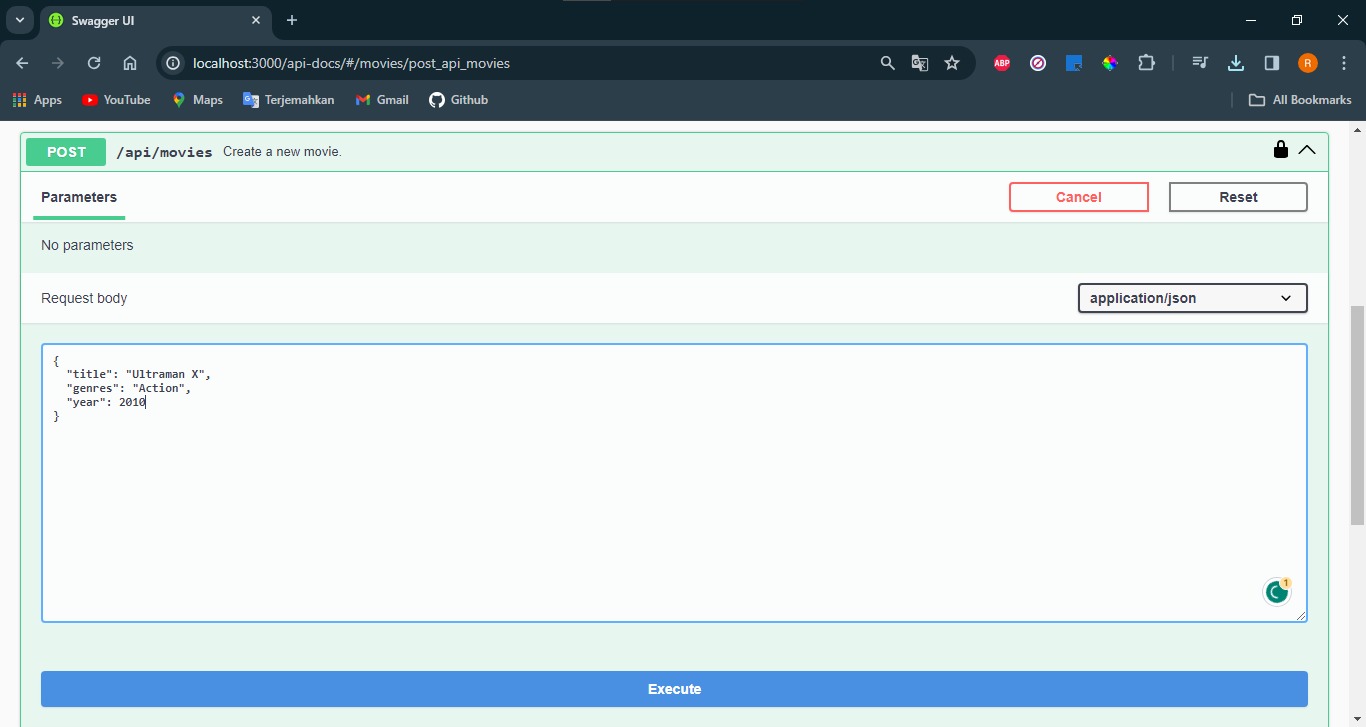 Swagger UI
localhost:3000/api-docs/#/movies/post_api_movies
ABP
R
Apps YouTube Maps Terjemahkan Gmail Github All Bookmarks
POST /api/movies Create a new movie.
Parameters Cancel Reset
No parameters
Request body application/json
{
"title": "Ultraman X",
"genres": "Action",
"year": 2010
}
1
Execute